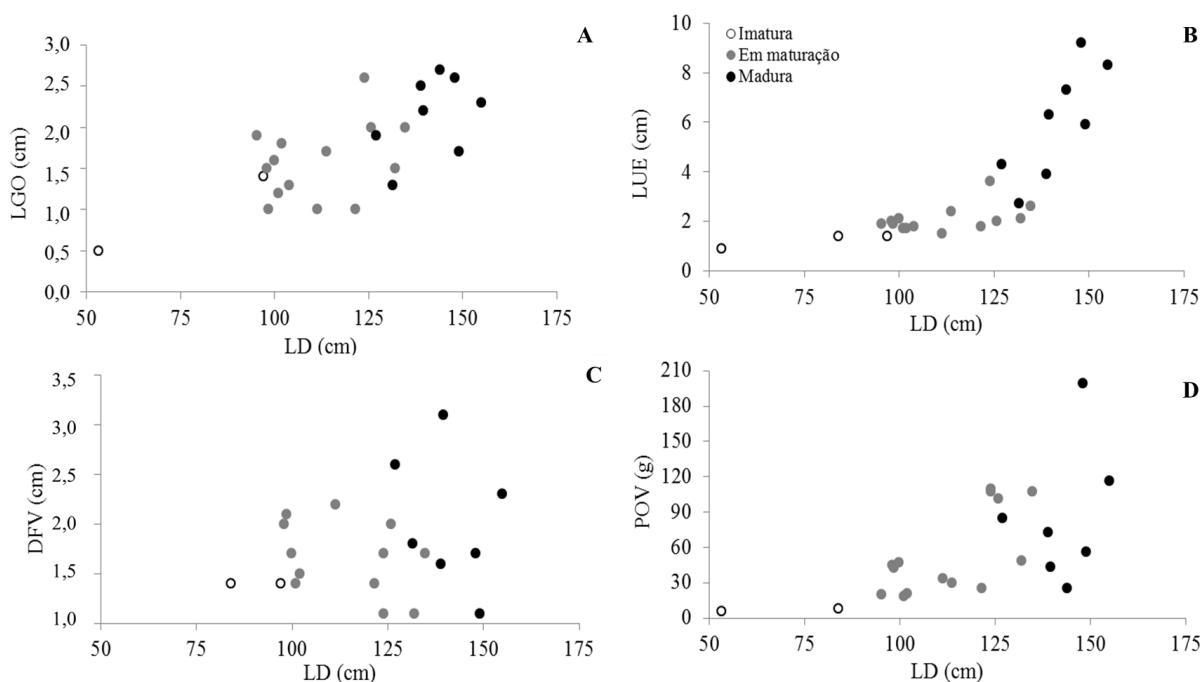 A
3,0
2,5
2,0
1,5
1,0
0,5
0,0
LGO (cm)
50 75 100 125 150 175
LD (cm)
B
Imatura
Em maturação
Madura
10
8
6
4
2
0
LUE (cm)
50 75 100 125 150 175
LD (cm)
C
3,5
3,0
2,5
2,0
1,5
1,0
DFV (cm)
50 75 100 125 150 175
LD (cm)
D
210
180
150
120
90
60
30
0
POV (g)
50 75 100 125 150 175
LD (cm)